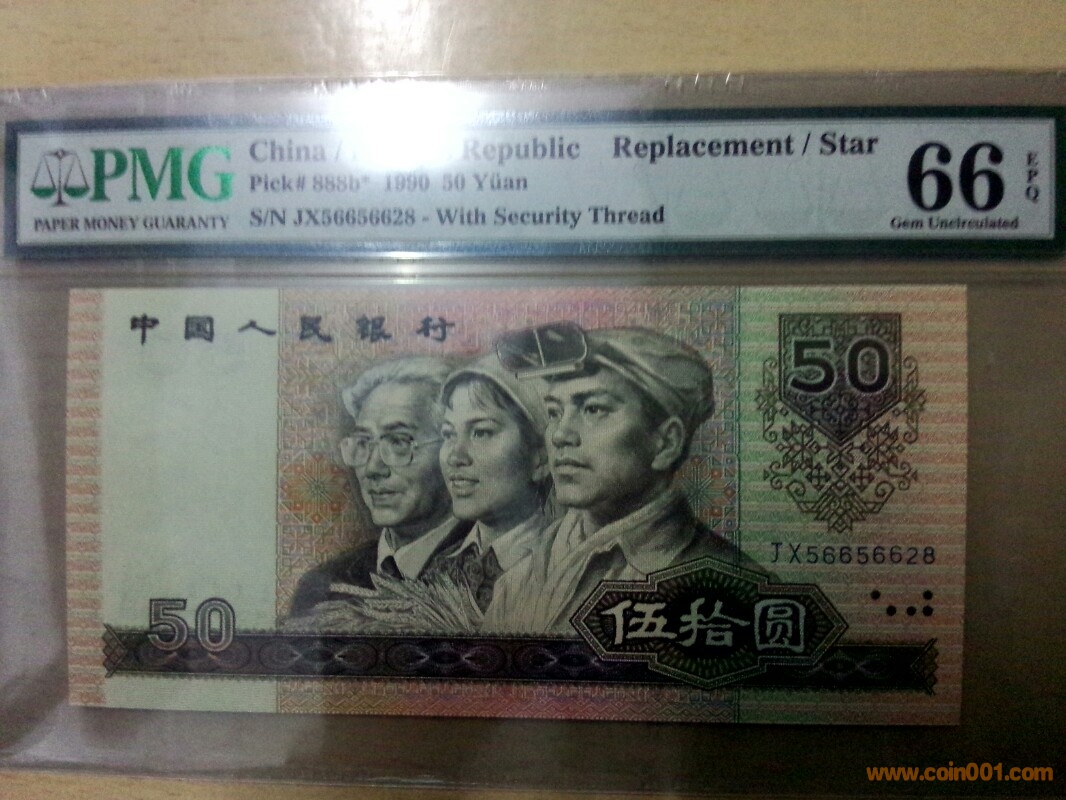 PMG
PAPER MONEY GUARANTY
China / Republic Replacement / Star
Pick# 888b* 1990 50 Yüan
S/N JX56656628 - With Security Thread
66
EPQ
Gem Uncirculated
中国人民银行
50
JX56656628
50
伍拾圆
www.coin001.com